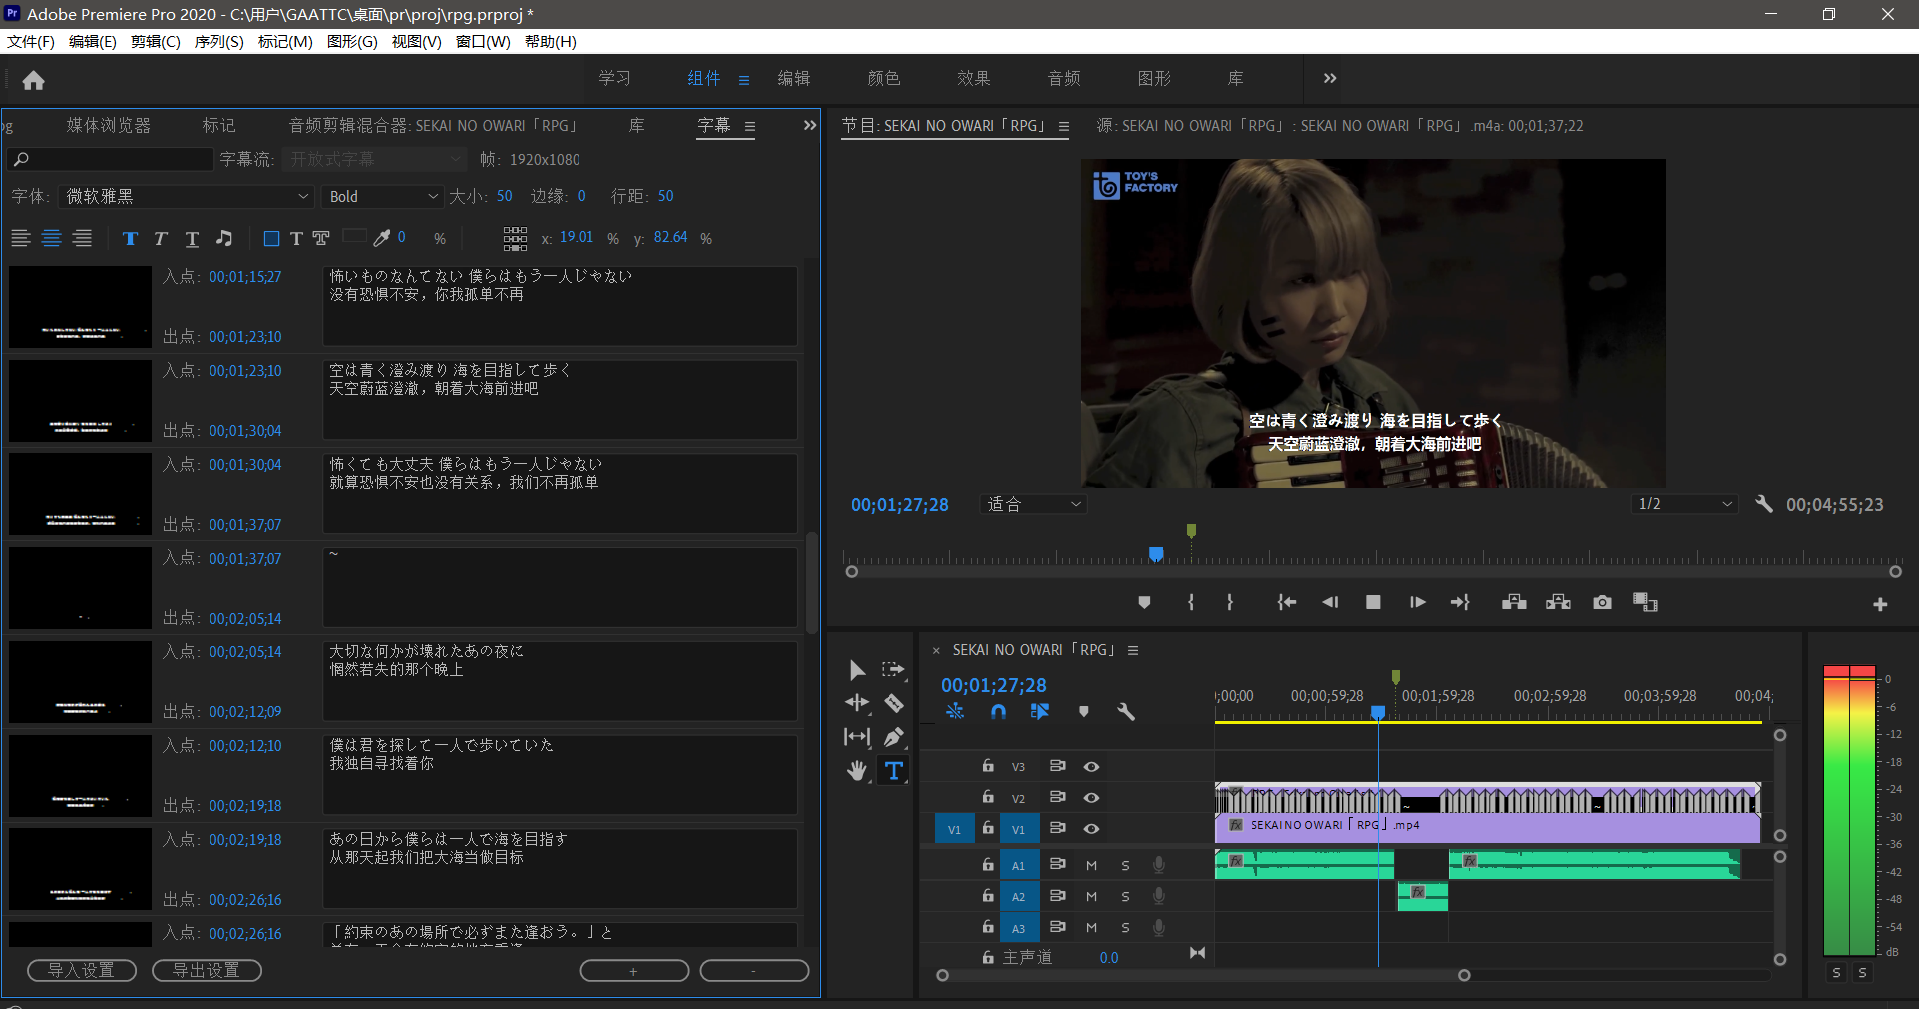 Adobe Premiere Pro 2020 - C:\用户\GAATTC\桌面\pr\proj\rpg.prproj *
文件(F) 编辑(E) 剪辑(C) 序列(S) 标记(M) 图形(G) 视图(V) 窗口(W) 帮助(H)
学习 组件 编辑 颜色 效果 音频 图形 库
媒体浏览器 标记 音频剪辑混合器: SEKAI NO OWARI「RPG」 库 字幕
字幕流: 开放式字幕 帧: 1920x1080
字体: 微软雅黑 Bold 大小: 50 边缘: 0 行距: 50
0 % x: 19.01 % y: 82.64 %
入点: 00;01;15;27
怖いものなんてない 僕らはもう一人じゃない
没有恐惧不安，你我孤单不再
出点: 00;01;23;10
入点: 00;01;23;10
空は青く澄み渡り 海を目指して歩く
天空蔚蓝澄澈，朝着大海前进吧
出点: 00;01;30;04
入点: 00;01;30;04
怖くても大丈夫 僕らはもう一人じゃない
就算恐惧不安也没有关系，我们不再孤单
出点: 00;01;37;07
入点: 00;01;37;07
~
出点: 00;02;05;14
入点: 00;02;05;14
大切な何かが壊れたあの夜に
惘然若失的那个晚上
出点: 00;02;12;09
入点: 00;02;12;10
僕は君を探して一人で歩いていた
我独自寻找着你
出点: 00;02;19;18
入点: 00;02;19;18
あの日から僕らは一人で海を目指す
从那天起我们把大海当做目标
出点: 00;02;26;16
入点: 00;02;26;16
「約束のあの場所で必ずまた逢おう。」と
导入设置 导出设置 + -
节目: SEKAI NO OWARI「RPG」 源: SEKAI NO OWARI「RPG」: SEKAI NO OWARI「RPG」.m4a: 00;01;37;22
TOY'S
FACTORY
空は青く澄み渡り 海を目指して歩く
天空蔚蓝澄澈，朝着大海前进吧
00;01;27;28 适合 1/2 00;04;55;23
× SEKAI NO OWARI「RPG」
00;01;27;28
;00;00 00;00;59;28 00;01;59;28 00;02;59;28 00;03;59;28 00;04;
V3
V2
V1 V1 fx SEKAI NO OWARI「RPG」.mp4
A1 M S fx fx
A2 M S fx
A3 M S
主声道 0.0
0
-6
-12
-18
-24
-30
-36
-42
-48
-54
dB
S S